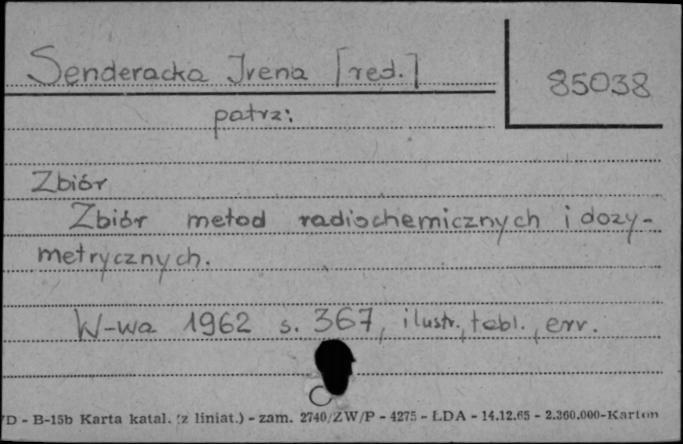 Senderacka Irena [red.]
85038
patrz:
Zbiór
Zbiór metod radiochemicznych i dozy-
metrycznych.
W-wa 1962 s. 367, ilustr., tabl., err.
D - B-15b Karta katal. (z liniat.) - zam. 2740/ZW/P - 4275 - ŁDA - 14.12.65 - 2.360.000-Karton